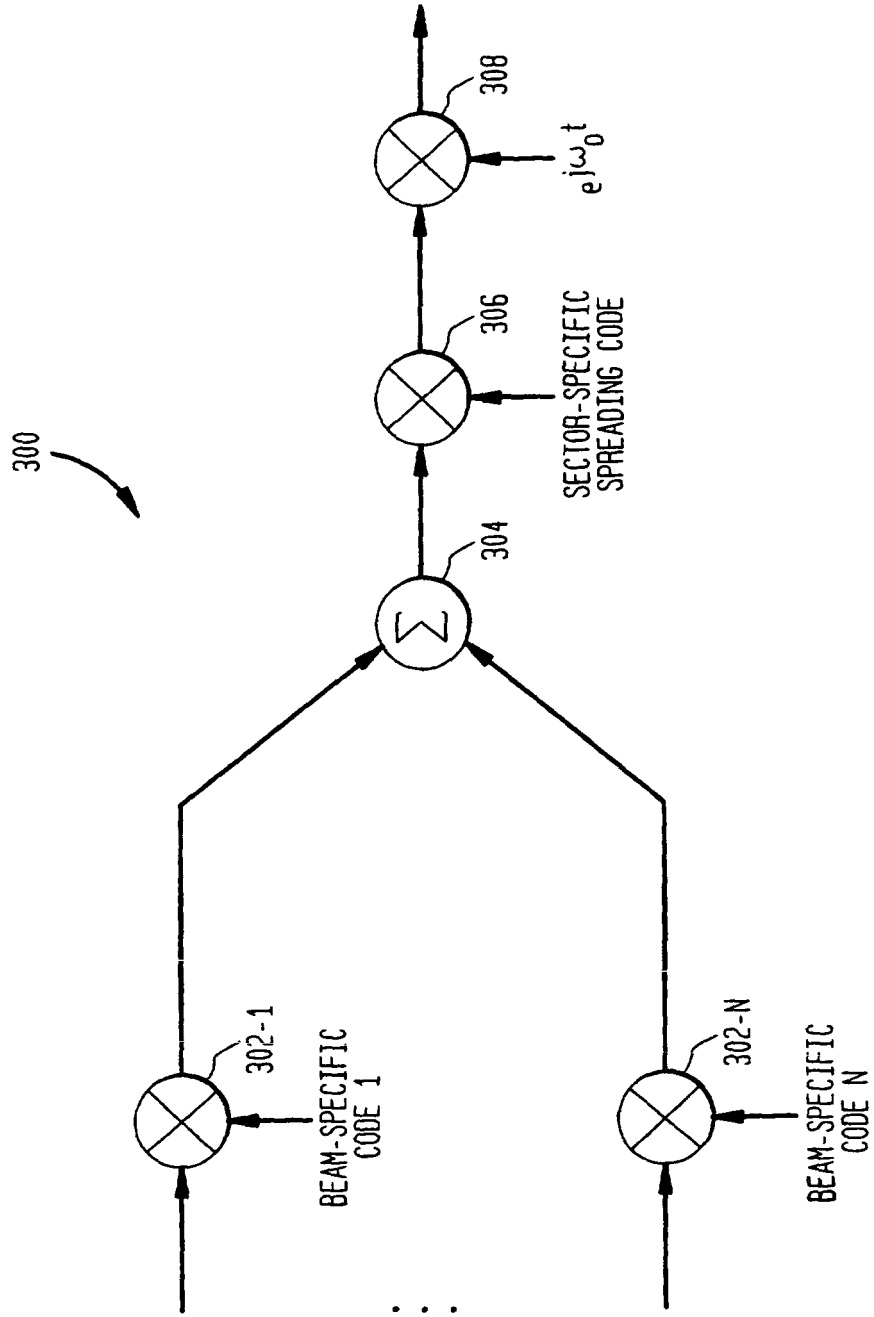 300
302-1
BEAM-SPECIFIC
CODE 1
...
302-N
BEAM-SPECIFIC
CODE N
304
Σ
306
SECTOR-SPECIFIC
SPREADING CODE
308
e^{jω₀t}